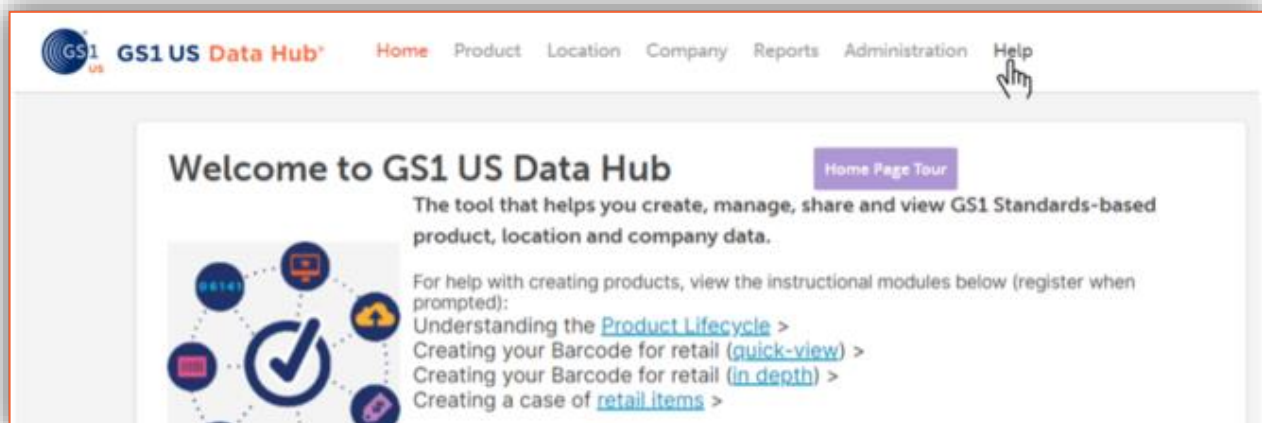 GS1 US GS1 US Data Hub® Home Product Location Company Reports Administration Help
Welcome to GS1 US Data Hub
Home Page Tour
The tool that helps you create, manage, share and view GS1 Standards-based
product, location and company data.
For help with creating products, view the instructional modules below (register when
prompted):
Understanding the Product Lifecycle >
Creating your Barcode for retail (quick-view) >
Creating your Barcode for retail (in depth) >
Creating a case of retail items >
08141